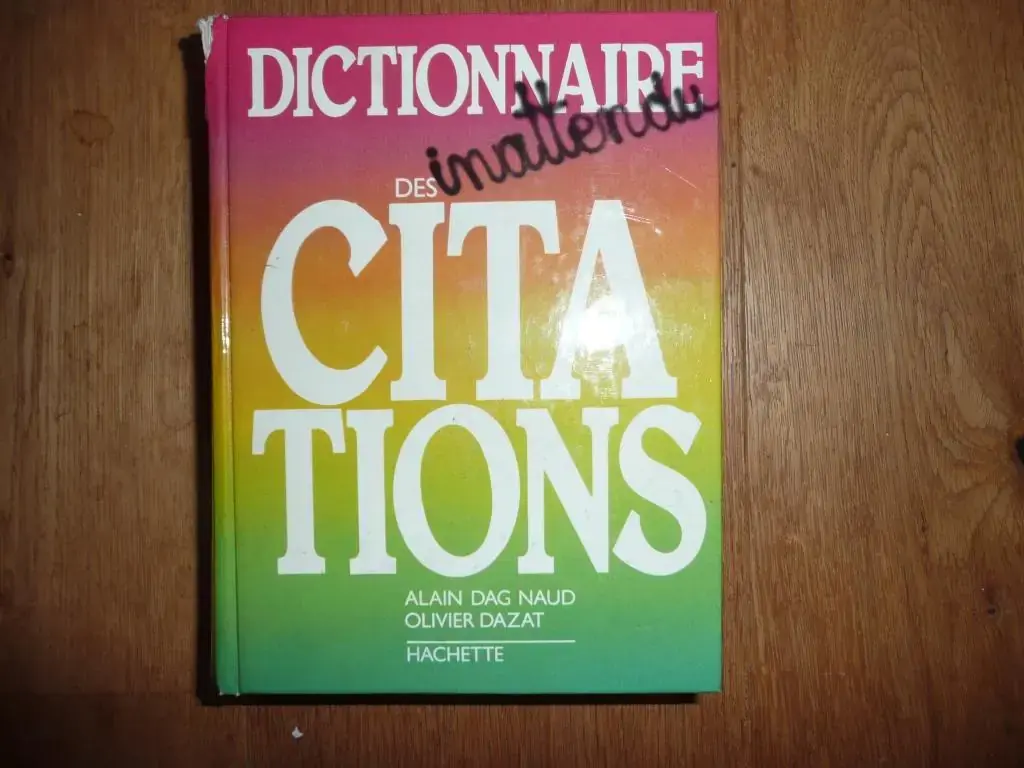 DICTIONNAIRE
inattendu
DES
CITA
TIONS
ALAIN DAG NAUD
OLIVIER DAZAT
HACHETTE